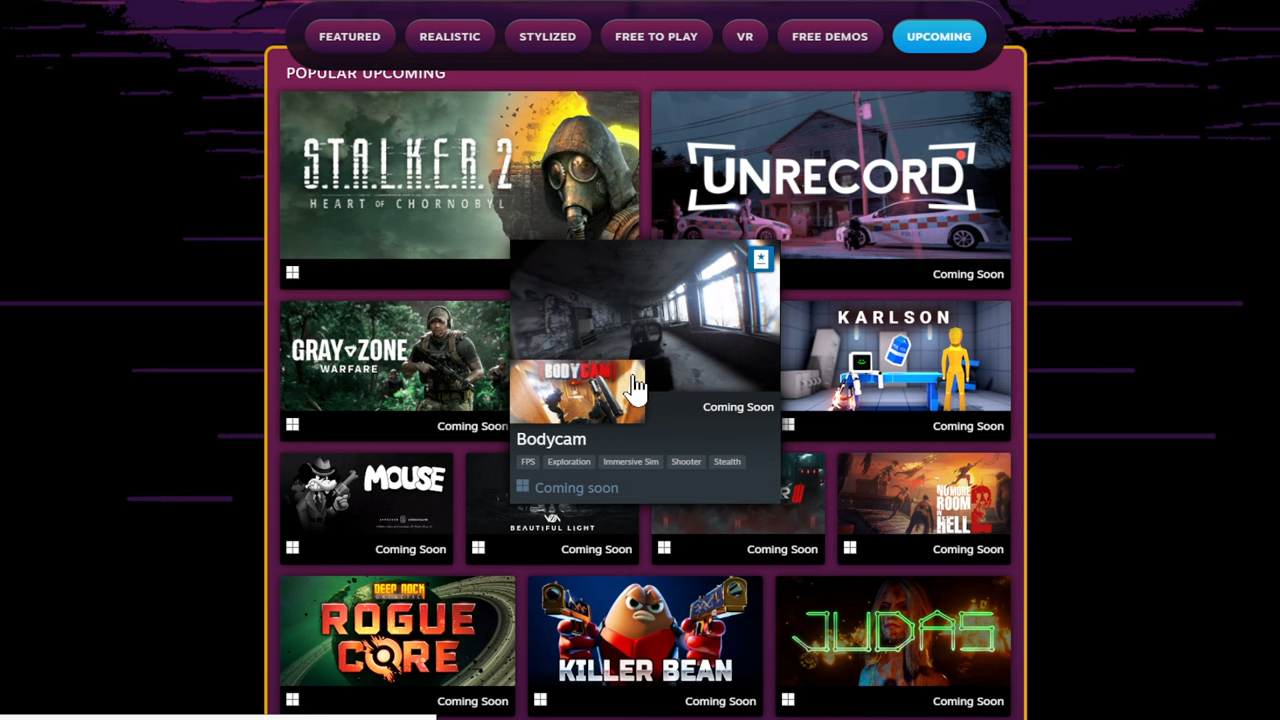 FEATURED
REALISTIC
STYLIZED
FREE TO PLAY
VR
FREE DEMOS
UPCOMING
POPULAR UPCOMING
S.T.A.L.K.E.R. 2
HEART OF CHORNOBYL
UNRECORD
Coming Soon
GRAY ZONE
WARFARE
Coming Soon
BODYCAM
Coming Soon
Bodycam
FPS
Exploration
Immersive Sim
Shooter
Stealth
Coming soon
KARLSON
Coming Soon
MOUSE
Coming Soon
BEAUTIFUL LIGHT
Coming Soon
Coming Soon
NO MORE
ROOM
IN
HELL 2
Coming Soon
DEEP ROCK
GALACTIC
ROGUE
CORE
Coming Soon
KILLER BEAN
Coming Soon
JUDAS
Coming Soon